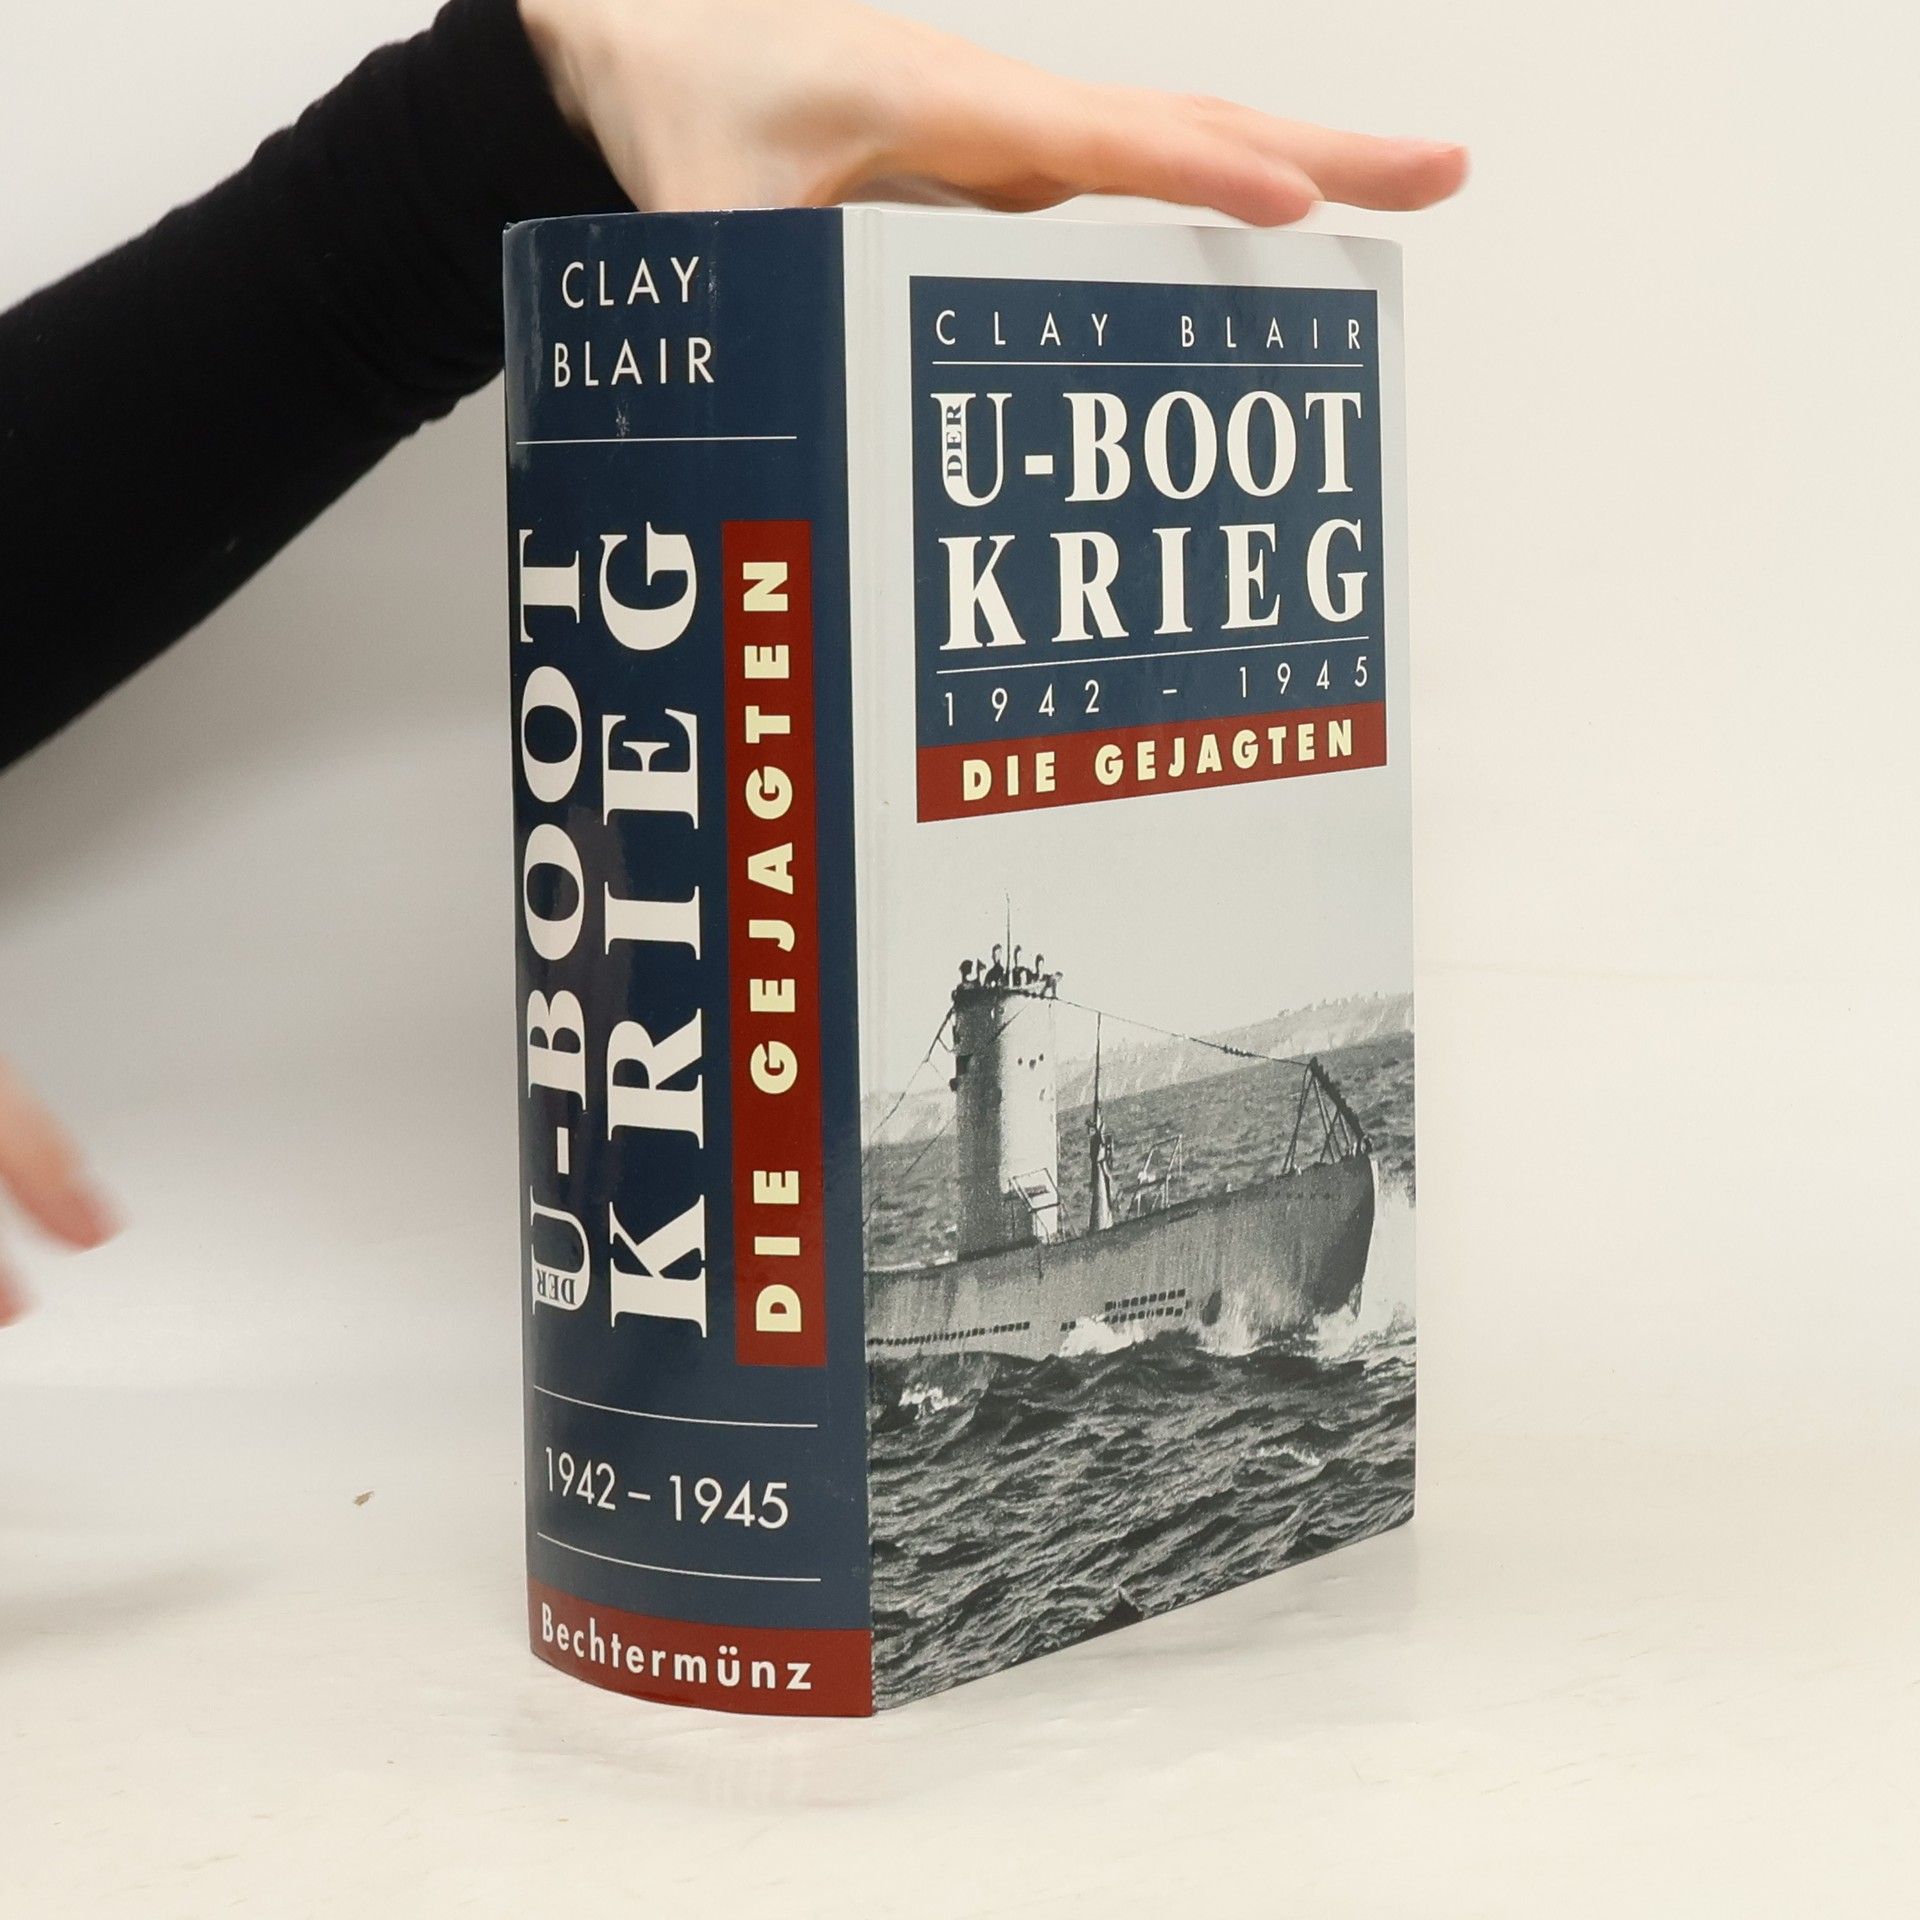 CLAY
BLAIR
DER U-BOOT
KRIEG
DIE GEJAGTEN
1942 – 1945
Bechtermünz
CLAY BLAIR
DER U-BOOT
KRIEG
1942 – 1945
DIE GEJAGTEN